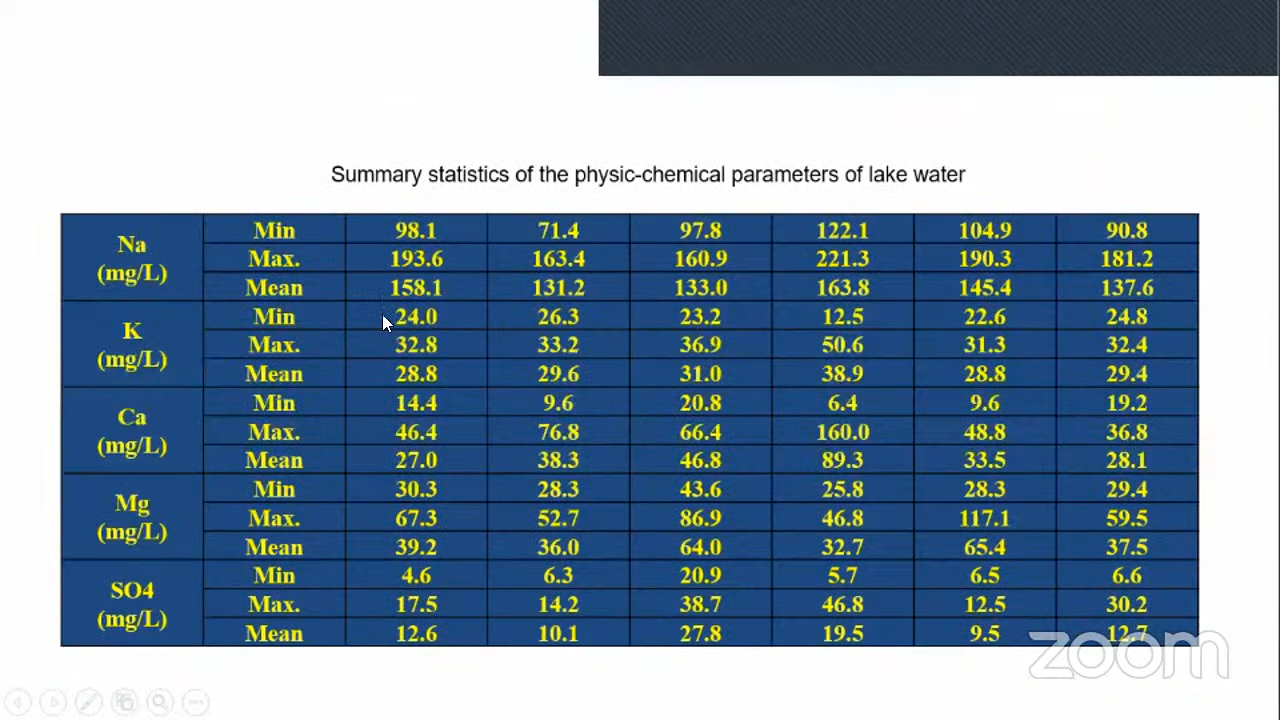 Summary statistics of the physic-chemical parameters of lake water
Na (mg/L) Min 98.1 71.4 97.8 122.1 104.9 90.8
Max. 193.6 163.4 160.9 221.3 190.3 181.2
Mean 158.1 131.2 133.0 163.8 145.4 137.6
K (mg/L) Min 24.0 26.3 23.2 12.5 22.6 24.8
Max. 32.8 33.2 36.9 50.6 31.3 32.4
Mean 28.8 29.6 31.0 38.9 28.8 29.4
Ca (mg/L) Min 14.4 9.6 20.8 6.4 9.6 19.2
Max. 46.4 76.8 66.4 160.0 48.8 36.8
Mean 27.0 38.3 46.8 89.3 33.5 28.1
Mg (mg/L) Min 30.3 28.3 43.6 25.8 28.3 29.4
Max. 67.3 52.7 86.9 46.8 117.1 59.5
Mean 39.2 36.0 64.0 32.7 65.4 37.5
SO4 (mg/L) Min 4.6 6.3 20.9 5.7 6.5 6.6
Max. 17.5 14.2 38.7 46.8 12.5 30.2
Mean 12.6 10.1 27.8 19.5 9.5 12.7
zoom